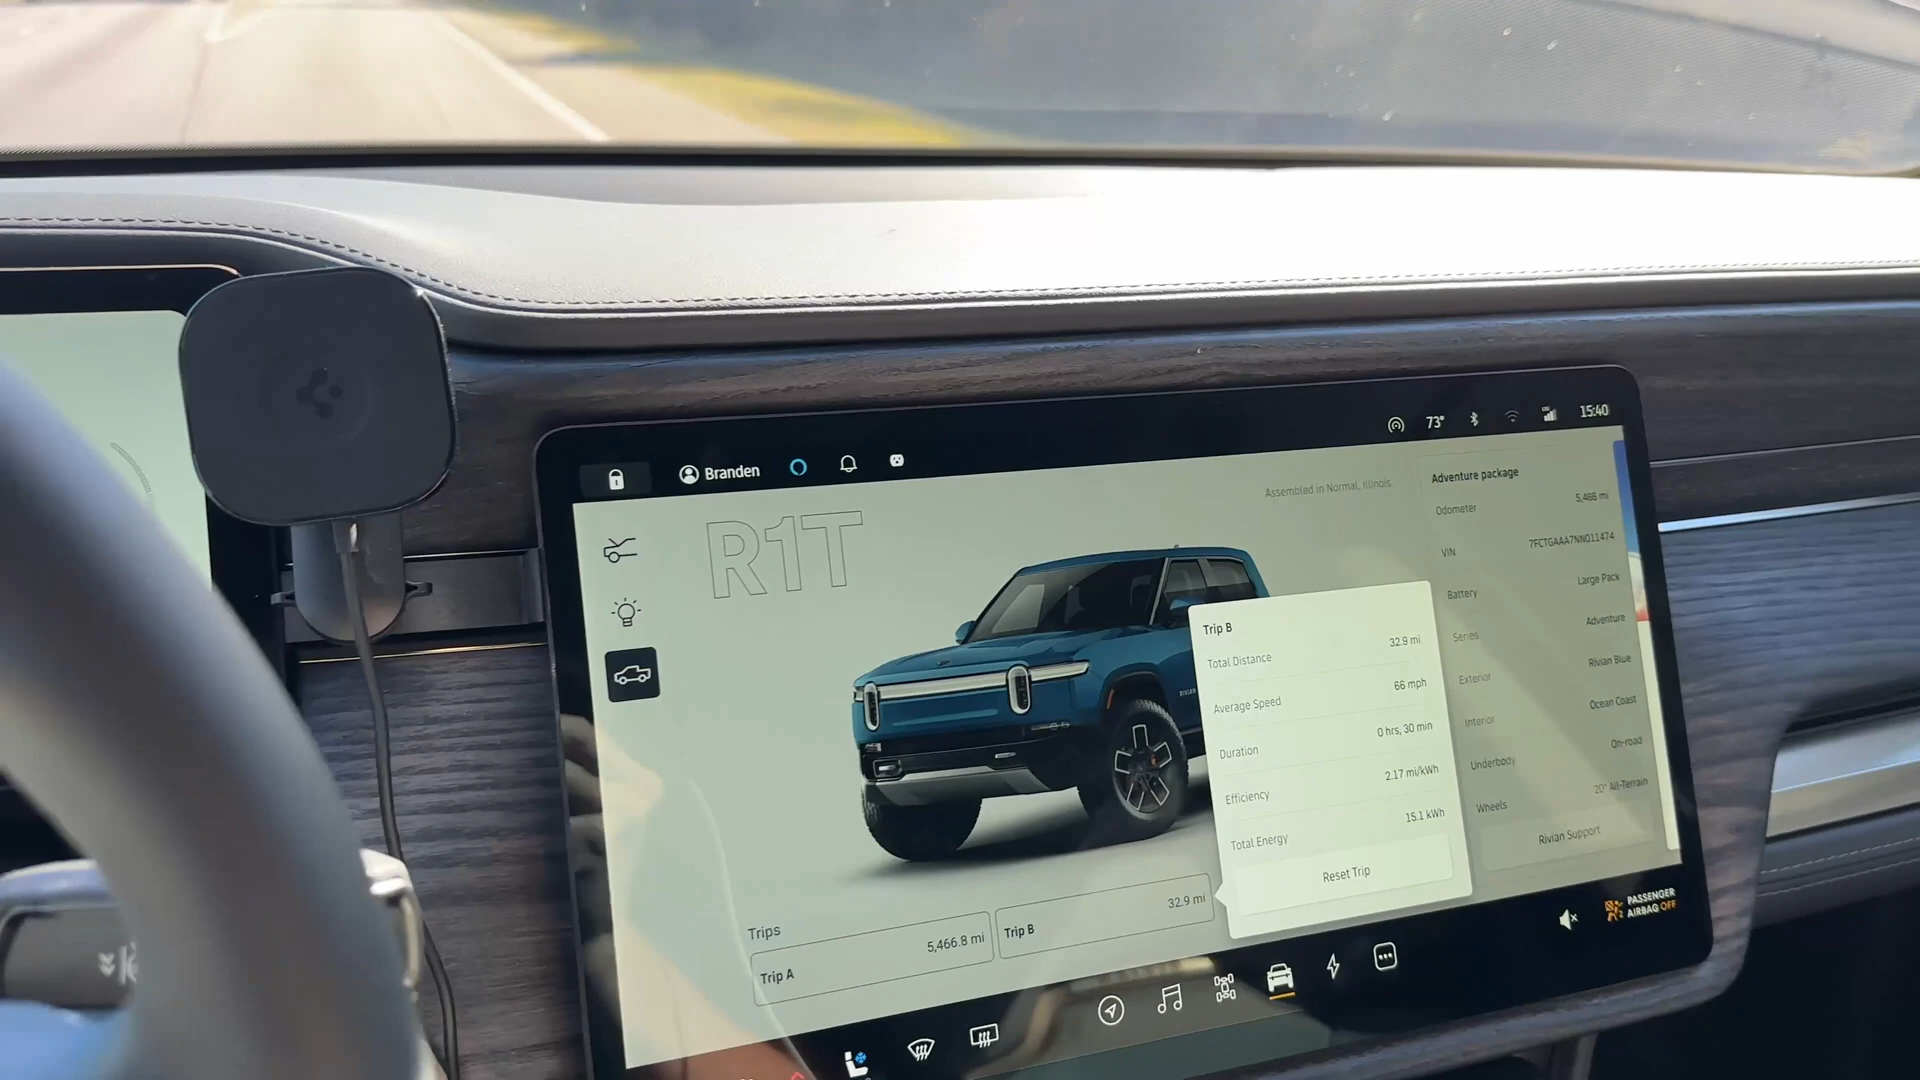 Branden
73°
LTE
15:40
R1T
Assembled in Normal, Illinois.
Adventure package
Odometer
5,466 mi
VIN
7FCTGAAA7NN011474
Battery
Large Pack
Series
Adventure
Exterior
Rivian Blue
Interior
Ocean Coast
Underbody
On-road
Wheels
20" All-Terrain
Rivian Support
Trip B
Total Distance
32.9 mi
Average Speed
66 mph
Duration
0 hrs, 30 min
Efficiency
2.17 mi/kWh
Total Energy
15.1 kWh
Reset Trip
RIVIAN
Trips
Trip A
5,466.8 mi
Trip B
32.9 mi
PASSENGER
AIRBAG OFF